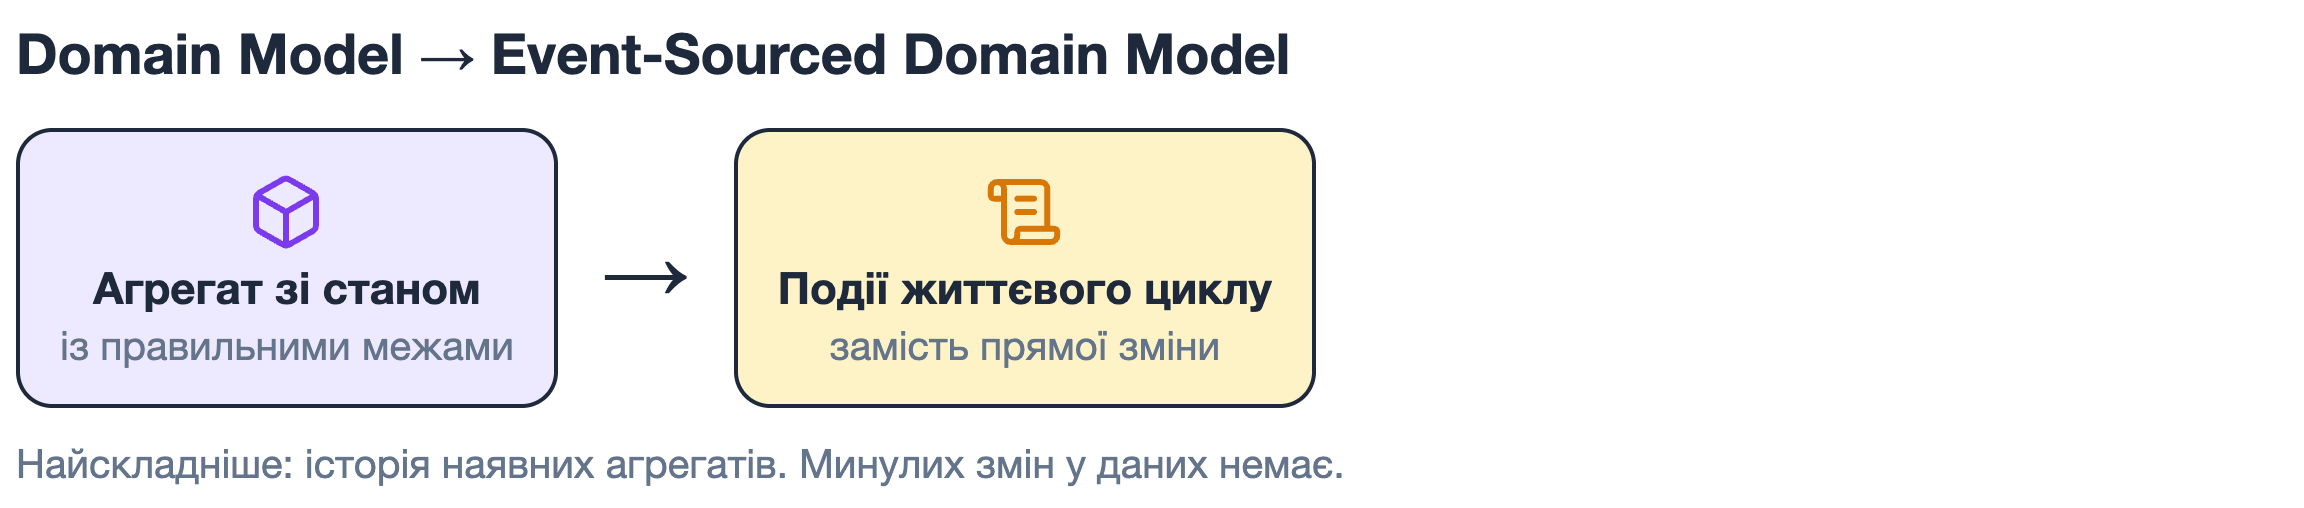 Domain Model → Event-Sourced Domain Model
Агрегат зі станом
із правильними межами
→
Події життєвого циклу
замість прямої зміни
Найскладніше: історія наявних агрегатів. Минулих змін у даних немає.